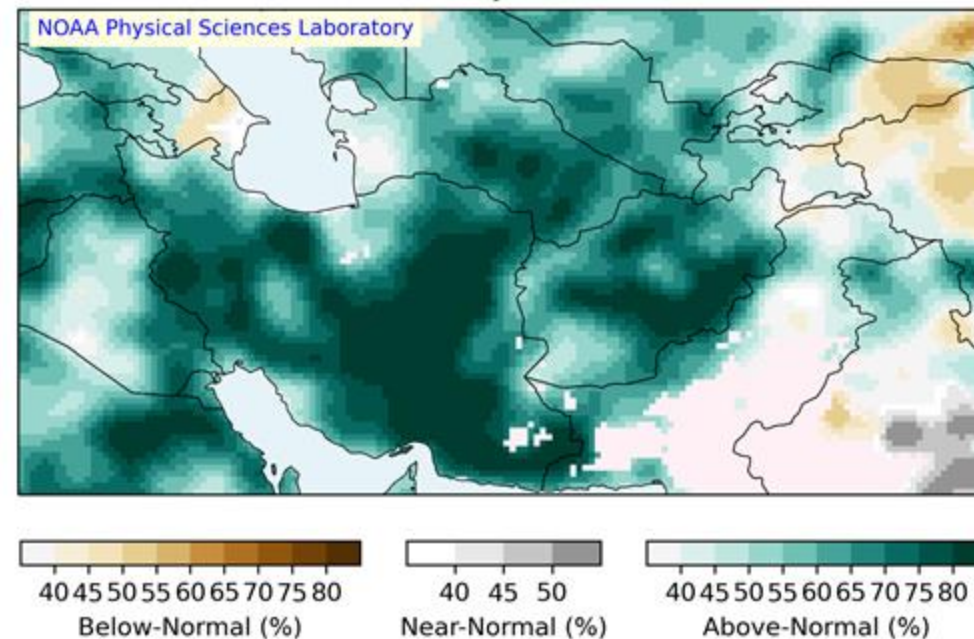 NOAA Physical Sciences Laboratory
40 45 50 55 60 65 70 75 80
40 45 50
40 45 50 55 60 65 70 75 80
Below-Normal (%)
Near-Normal (%)
Above-Normal (%)